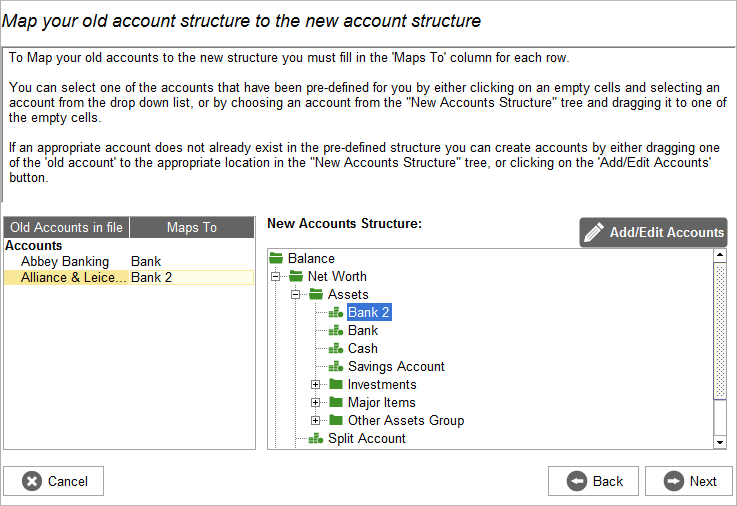 Map your old account structure to the new account structure
To Map your old accounts to the new structure you must fill in the 'Maps To' column for each row.
You can select one of the accounts that have been pre-defined for you by either clicking on an empty cells and selecting an
account from the drop down list, or by choosing an account from the "New Accounts Structure" tree and dragging it to one of
the empty cells.
If an appropriate account does not already exist in the pre-defined structure you can create accounts by either dragging one
of the 'old account' to the appropriate location in the "New Accounts Structure" tree, or clicking on the 'Add/Edit Accounts'
button.
Old Accounts in file Maps To
Accounts
Abbey Banking Bank
Alliance & Leice... Bank 2
New Accounts Structure:
Add/Edit Accounts
Balance
Net Worth
Assets
Bank 2
Bank
Cash
Savings Account
Investments
Major Items
Other Assets Group
Split Account
Cancel
Back
Next